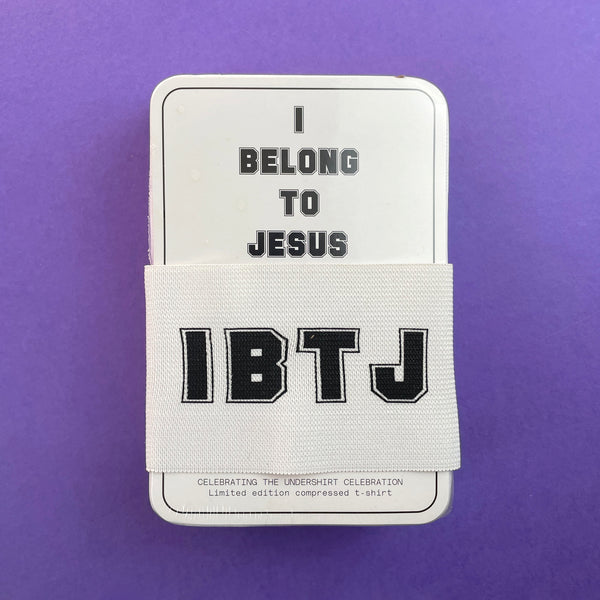 I
BELONG
TO
JESUS
IBTJ
CELEBRATING THE UNDERSHIRT CELEBRATION
Limited edition compressed t-shirt